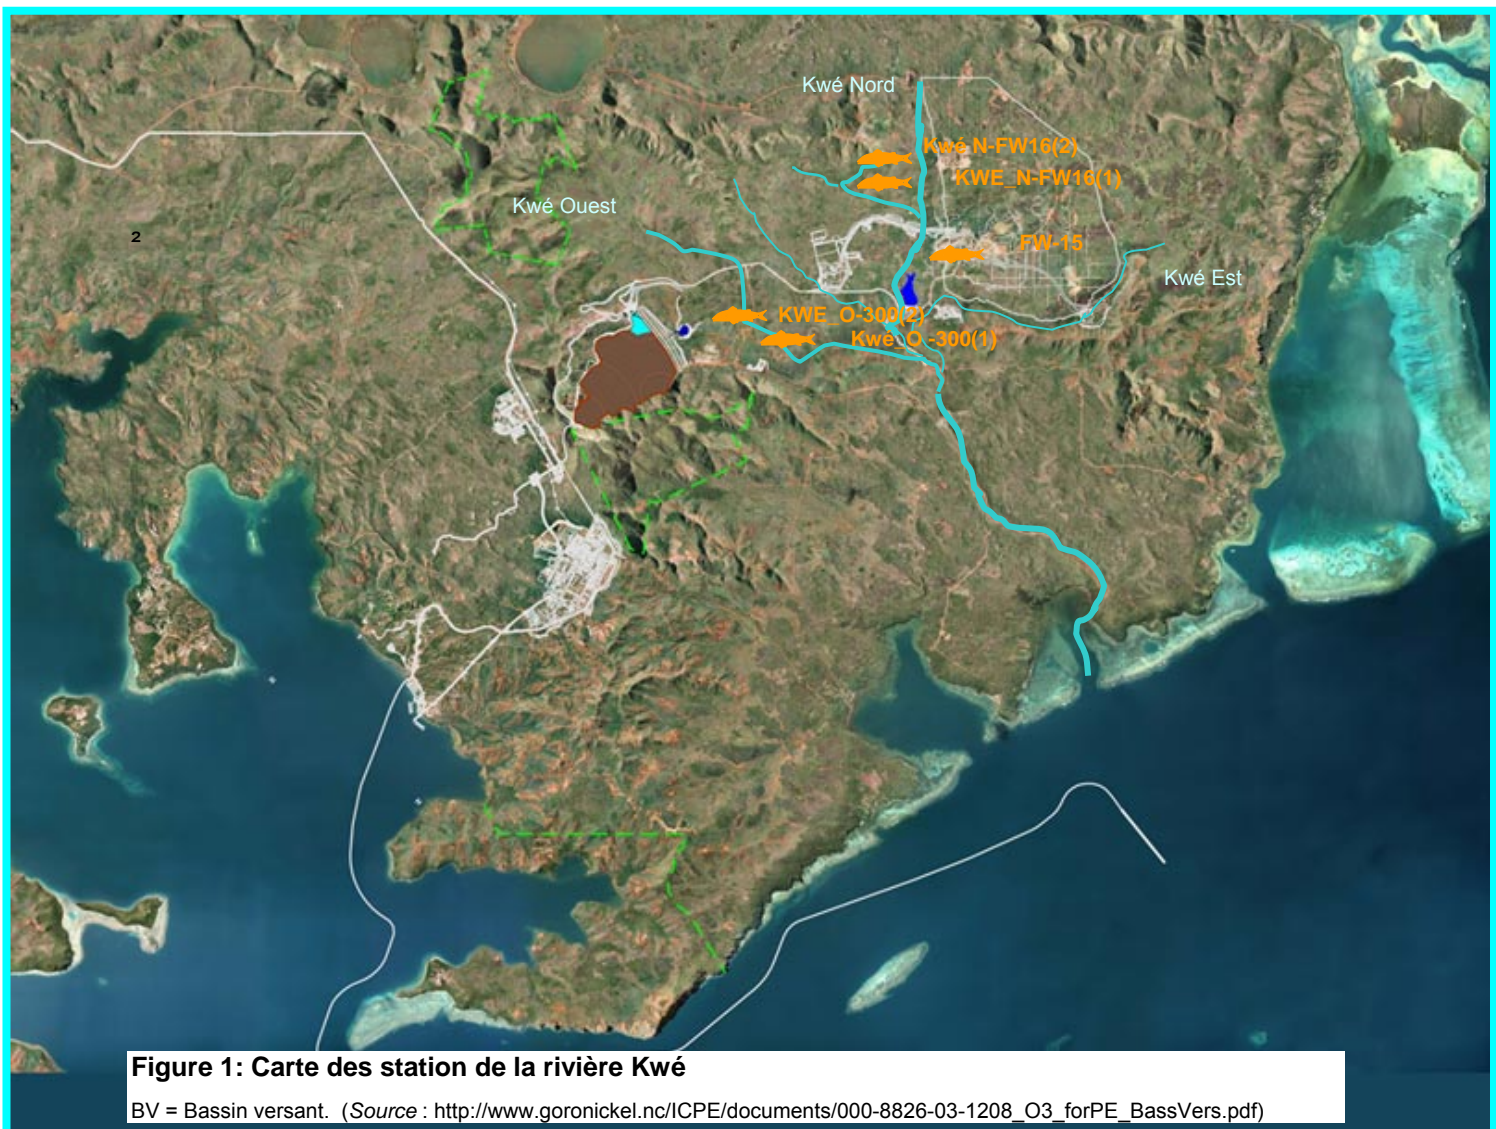 Kwé Nord
Kwé N-FW16(2)
KWE_N-FW16(1)
Kwé Ouest
2
FW-15
Kwé Est
KWE_O-300(2)
Kwé_O -300(1)
Figure 1: Carte des station de la rivière Kwé
BV = Bassin versant. (Source : http://www.goronickel.nc/ICPE/documents/000-8826-03-1208_O3_forPE_BassVers.pdf)